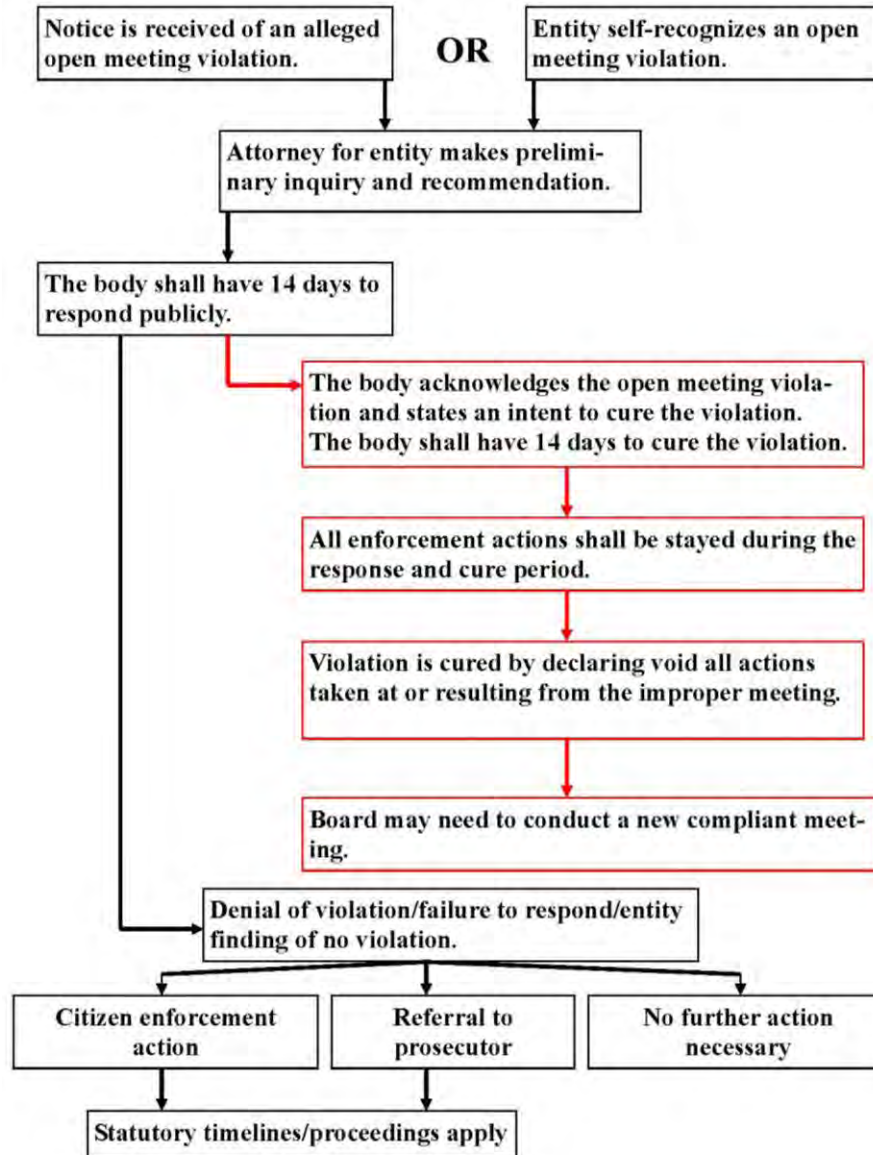 Notice is received of an alleged
open meeting violation.
OR
Entity self-recognizes an open
meeting violation.
Attorney for entity makes prelimi-
nary inquiry and recommendation.
The body shall have 14 days to
respond publicly.
The body acknowledges the open meeting viola-
tion and states an intent to cure the violation.
The body shall have 14 days to cure the violation.
All enforcement actions shall be stayed during the
response and cure period.
Violation is cured by declaring void all actions
taken at or resulting from the improper meeting.
Board may need to conduct a new compliant meet-
ing.
Denial of violation/failure to respond/entity
finding of no violation.
Citizen enforcement
action
Referral to
prosecutor
No further action
necessary
Statutory timelines/proceedings apply